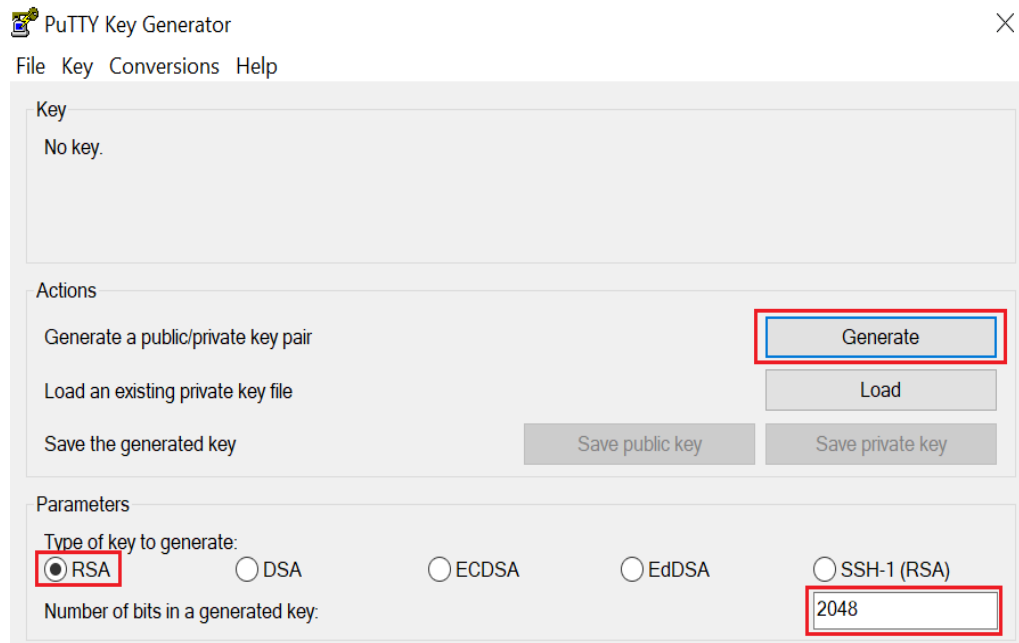 PuTTY Key Generator
File Key Conversions Help
Key
No key.
Actions
Generate a public/private key pair Generate
Load an existing private key file Load
Save the generated key Save public key Save private key
Parameters
Type of key to generate:
RSA DSA ECDSA EdDSA SSH-1 (RSA)
Number of bits in a generated key: 2048